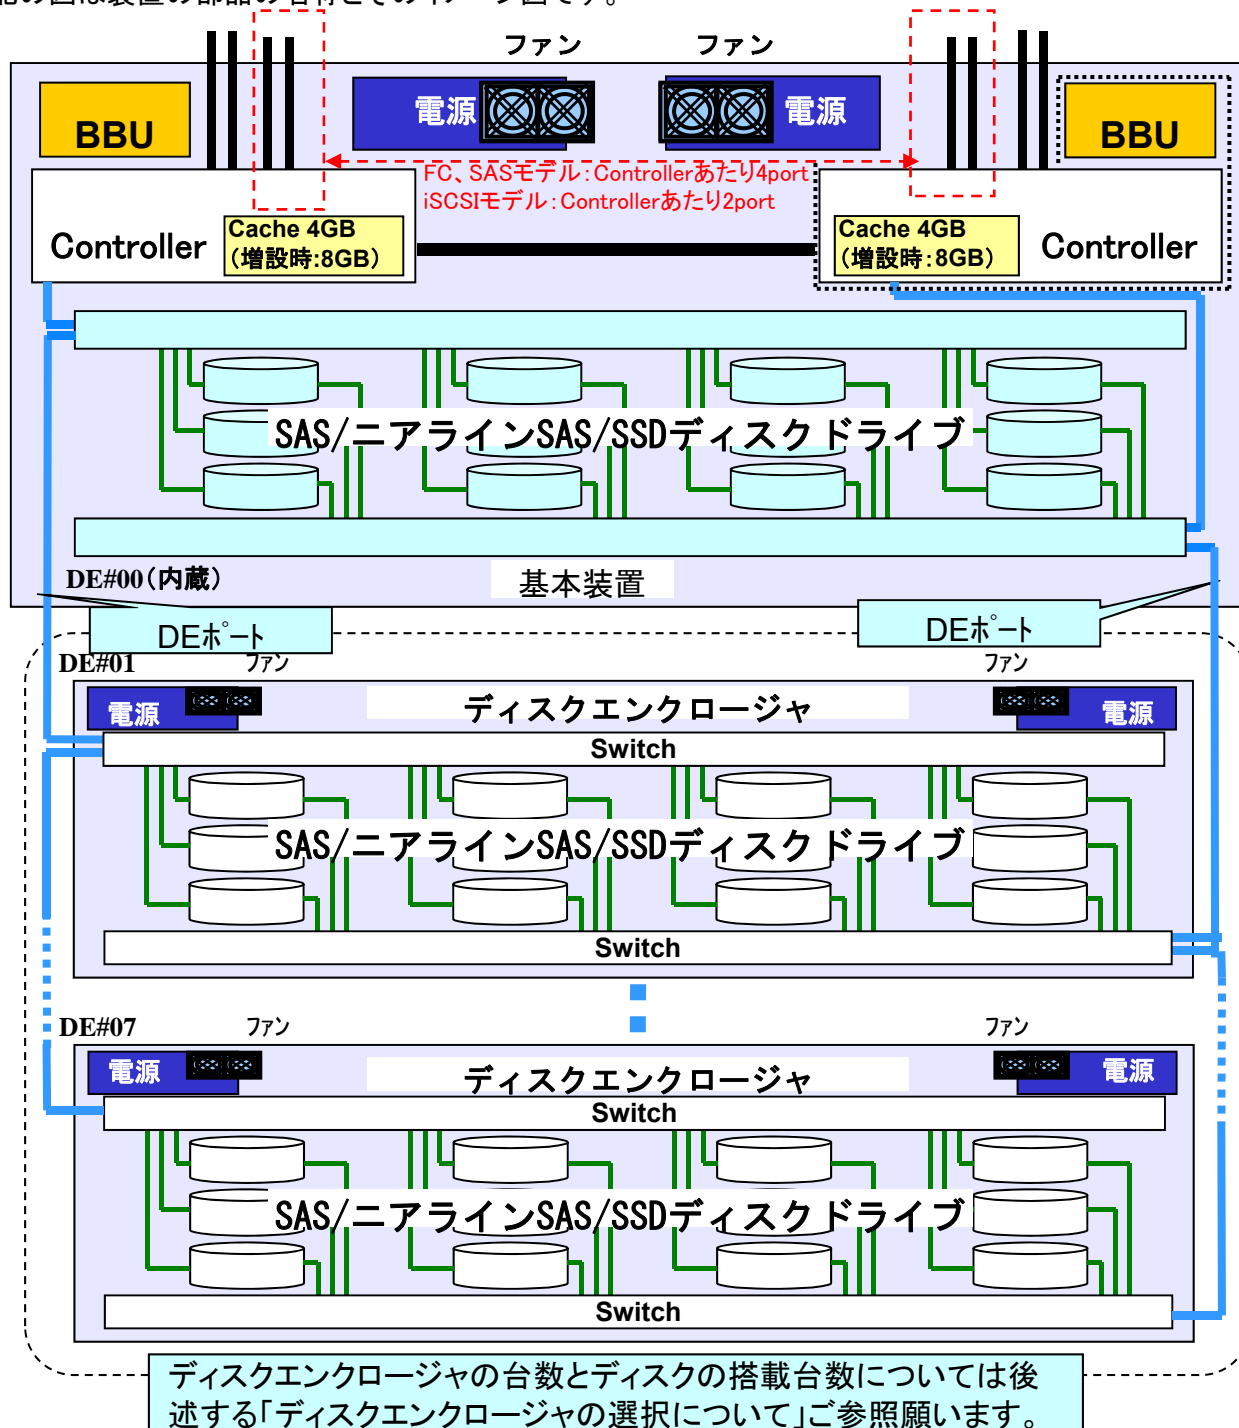 ファン ファン
BBU 電源 電源 BBU
FC、SASモデル：Controllerあたり4port
iSCSIモデル：Controllerあたり2port
Controller
Cache 4GB
（増設時:8GB）
Cache 4GB
（増設時：8GB）
Controller
SAS/ニアラインSAS/SSDディスクドライブ
DE#00（内蔵）
基本装置
DEﾎﾟｰﾄ
DEﾎﾟｰﾄ
DE#01 ﾌｧﾝ ﾌｧﾝ
電源 ディスクエンクロージャ 電源
Switch
SAS/ニアラインSAS/SSDディスクドライブ
Switch
DE#07 ﾌｧﾝ ﾌｧﾝ
電源 ディスクエンクロージャ 電源
Switch
SAS/ニアラインSAS/SSDディスクドライブ
Switch
ディスクエンクロージャの台数とディスクの搭載台数については後
述する「ディスクエンクロージャの選択について」ご参照願います。